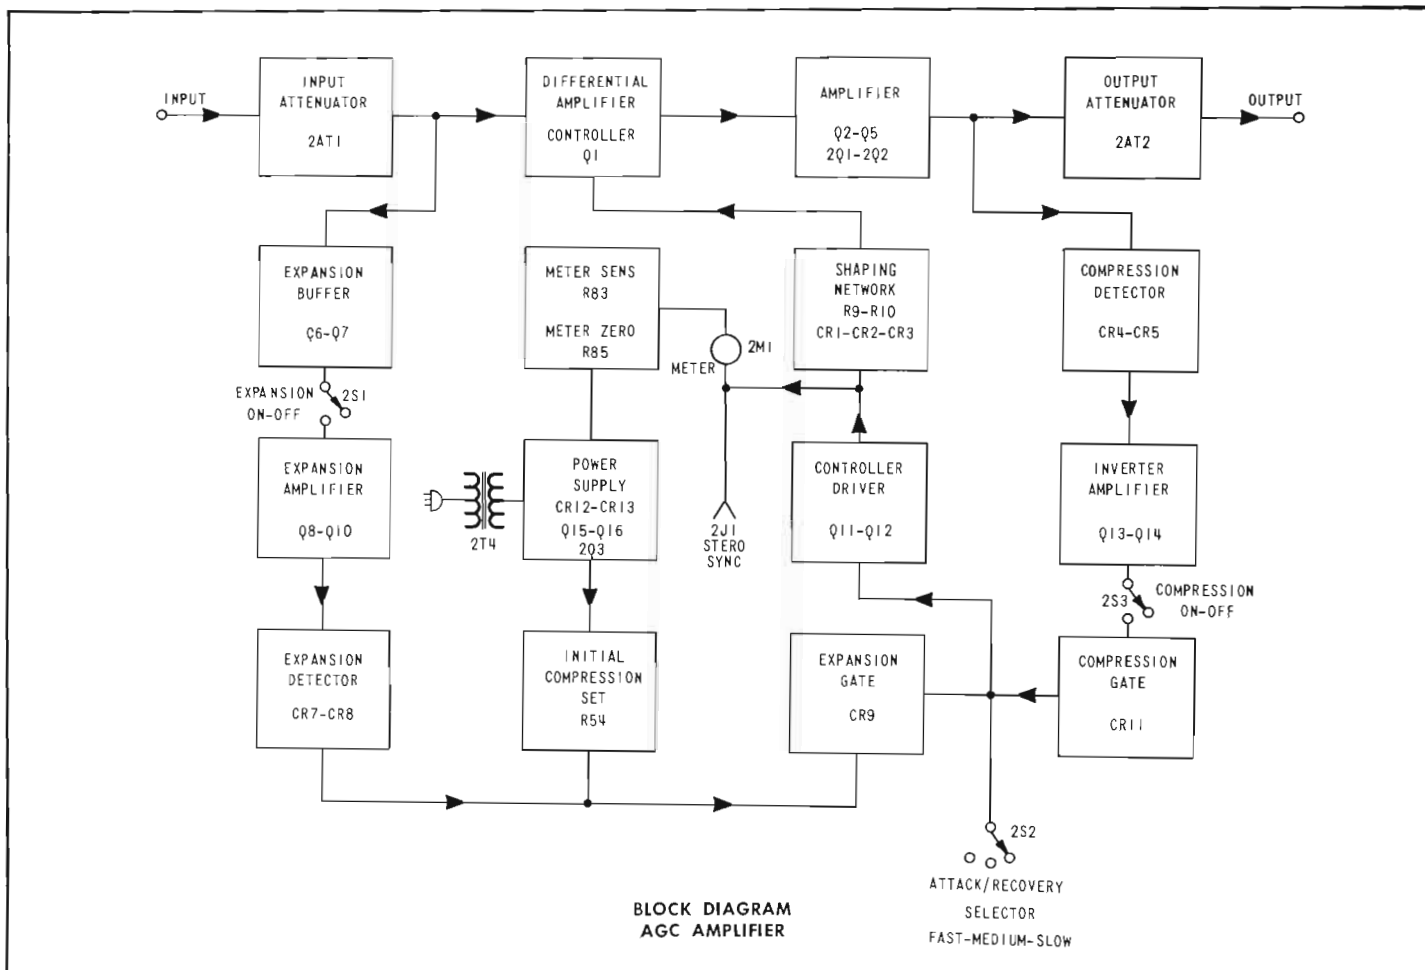 INPUT
INPUT
ATTENUATOR
2AT1
DIFFERENTIAL
AMPLIFIER
CONTROLLER
Q1
AMPLIFIER
Q2-Q5
2Q1-2Q2
OUTPUT
ATTENUATOR
2AT2
OUTPUT
EXPANSION
BUFFER
Q6-Q7
METER SENS
R83
METER ZERO
R85
2M1
METER
SHAPING
NETWORK
R9-R10
CR1-CR2-CR3
COMPRESSION
DETECTOR
CR4-CR5
EXPANSION
ON-OFF
2S1
EXPANSION
AMPLIFIER
Q8-Q10
2T4
POWER
SUPPLY
CR12-CR13
Q15-Q16
203
2J1
STERO
SYNC
CONTROLLER
DRIVER
Q11-Q12
INVERTER
AMPLIFIER
Q13-Q14
2S3
COMPRESSION
ON-OFF
EXPANSION
DETECTOR
CR7-CR8
INITIAL
COMPRESSION
SET
R54
EXPANSION
GATE
CR9
COMPRESSION
GATE
CR11
2S2
ATTACK/RECOVERY
SELECTOR
FAST-MEDIUM-SLOW
BLOCK DIAGRAM
AGC AMPLIFIER